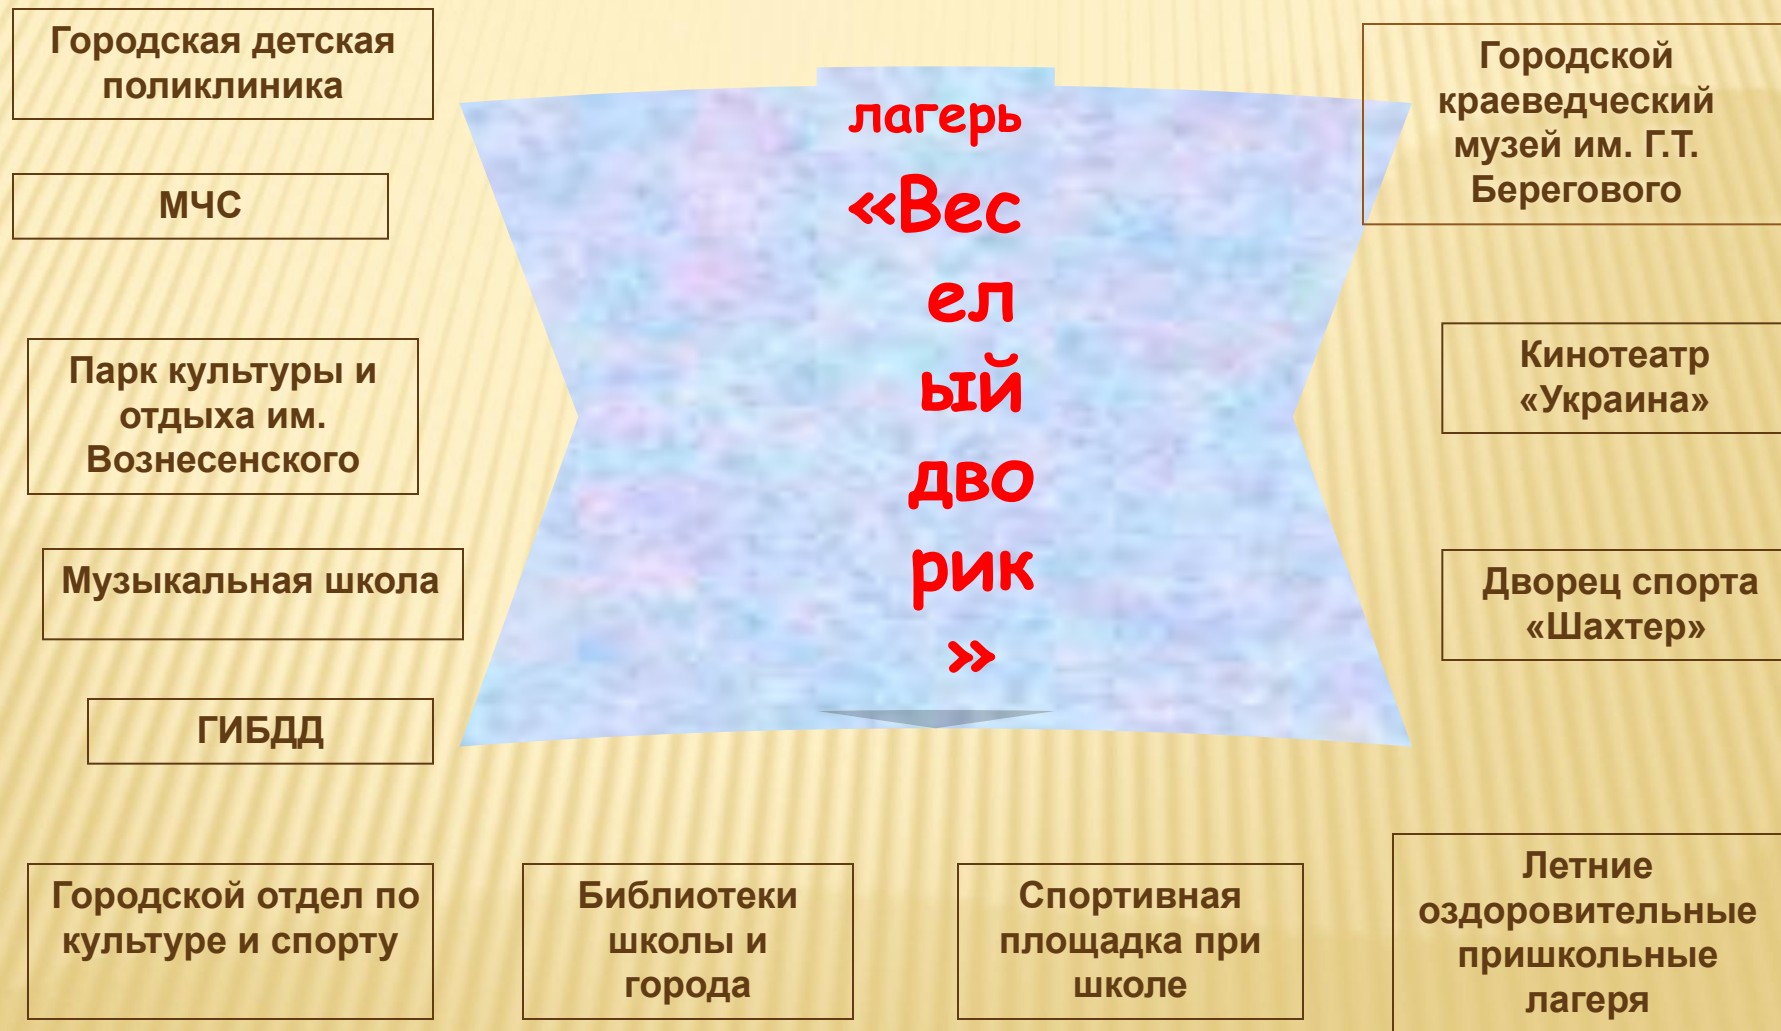 Городская детская
поликлиника
МЧС
Парк культуры и
отдыха им.
Вознесенского
Музыкальная школа
ГИБДД
лагерь
«Вес
ел
ый
дво
рик
»
Городской
краеведческий
музей им. Г.Т.
Берегового
Кинотеатр
«Украина»
Дворец спорта
«Шахтер»
Городской отдел по
культуре и спорту
Библиотеки
школы и
города
Спортивная
площадка при
школе
Летние
оздоровительные
пришкольные
лагеря